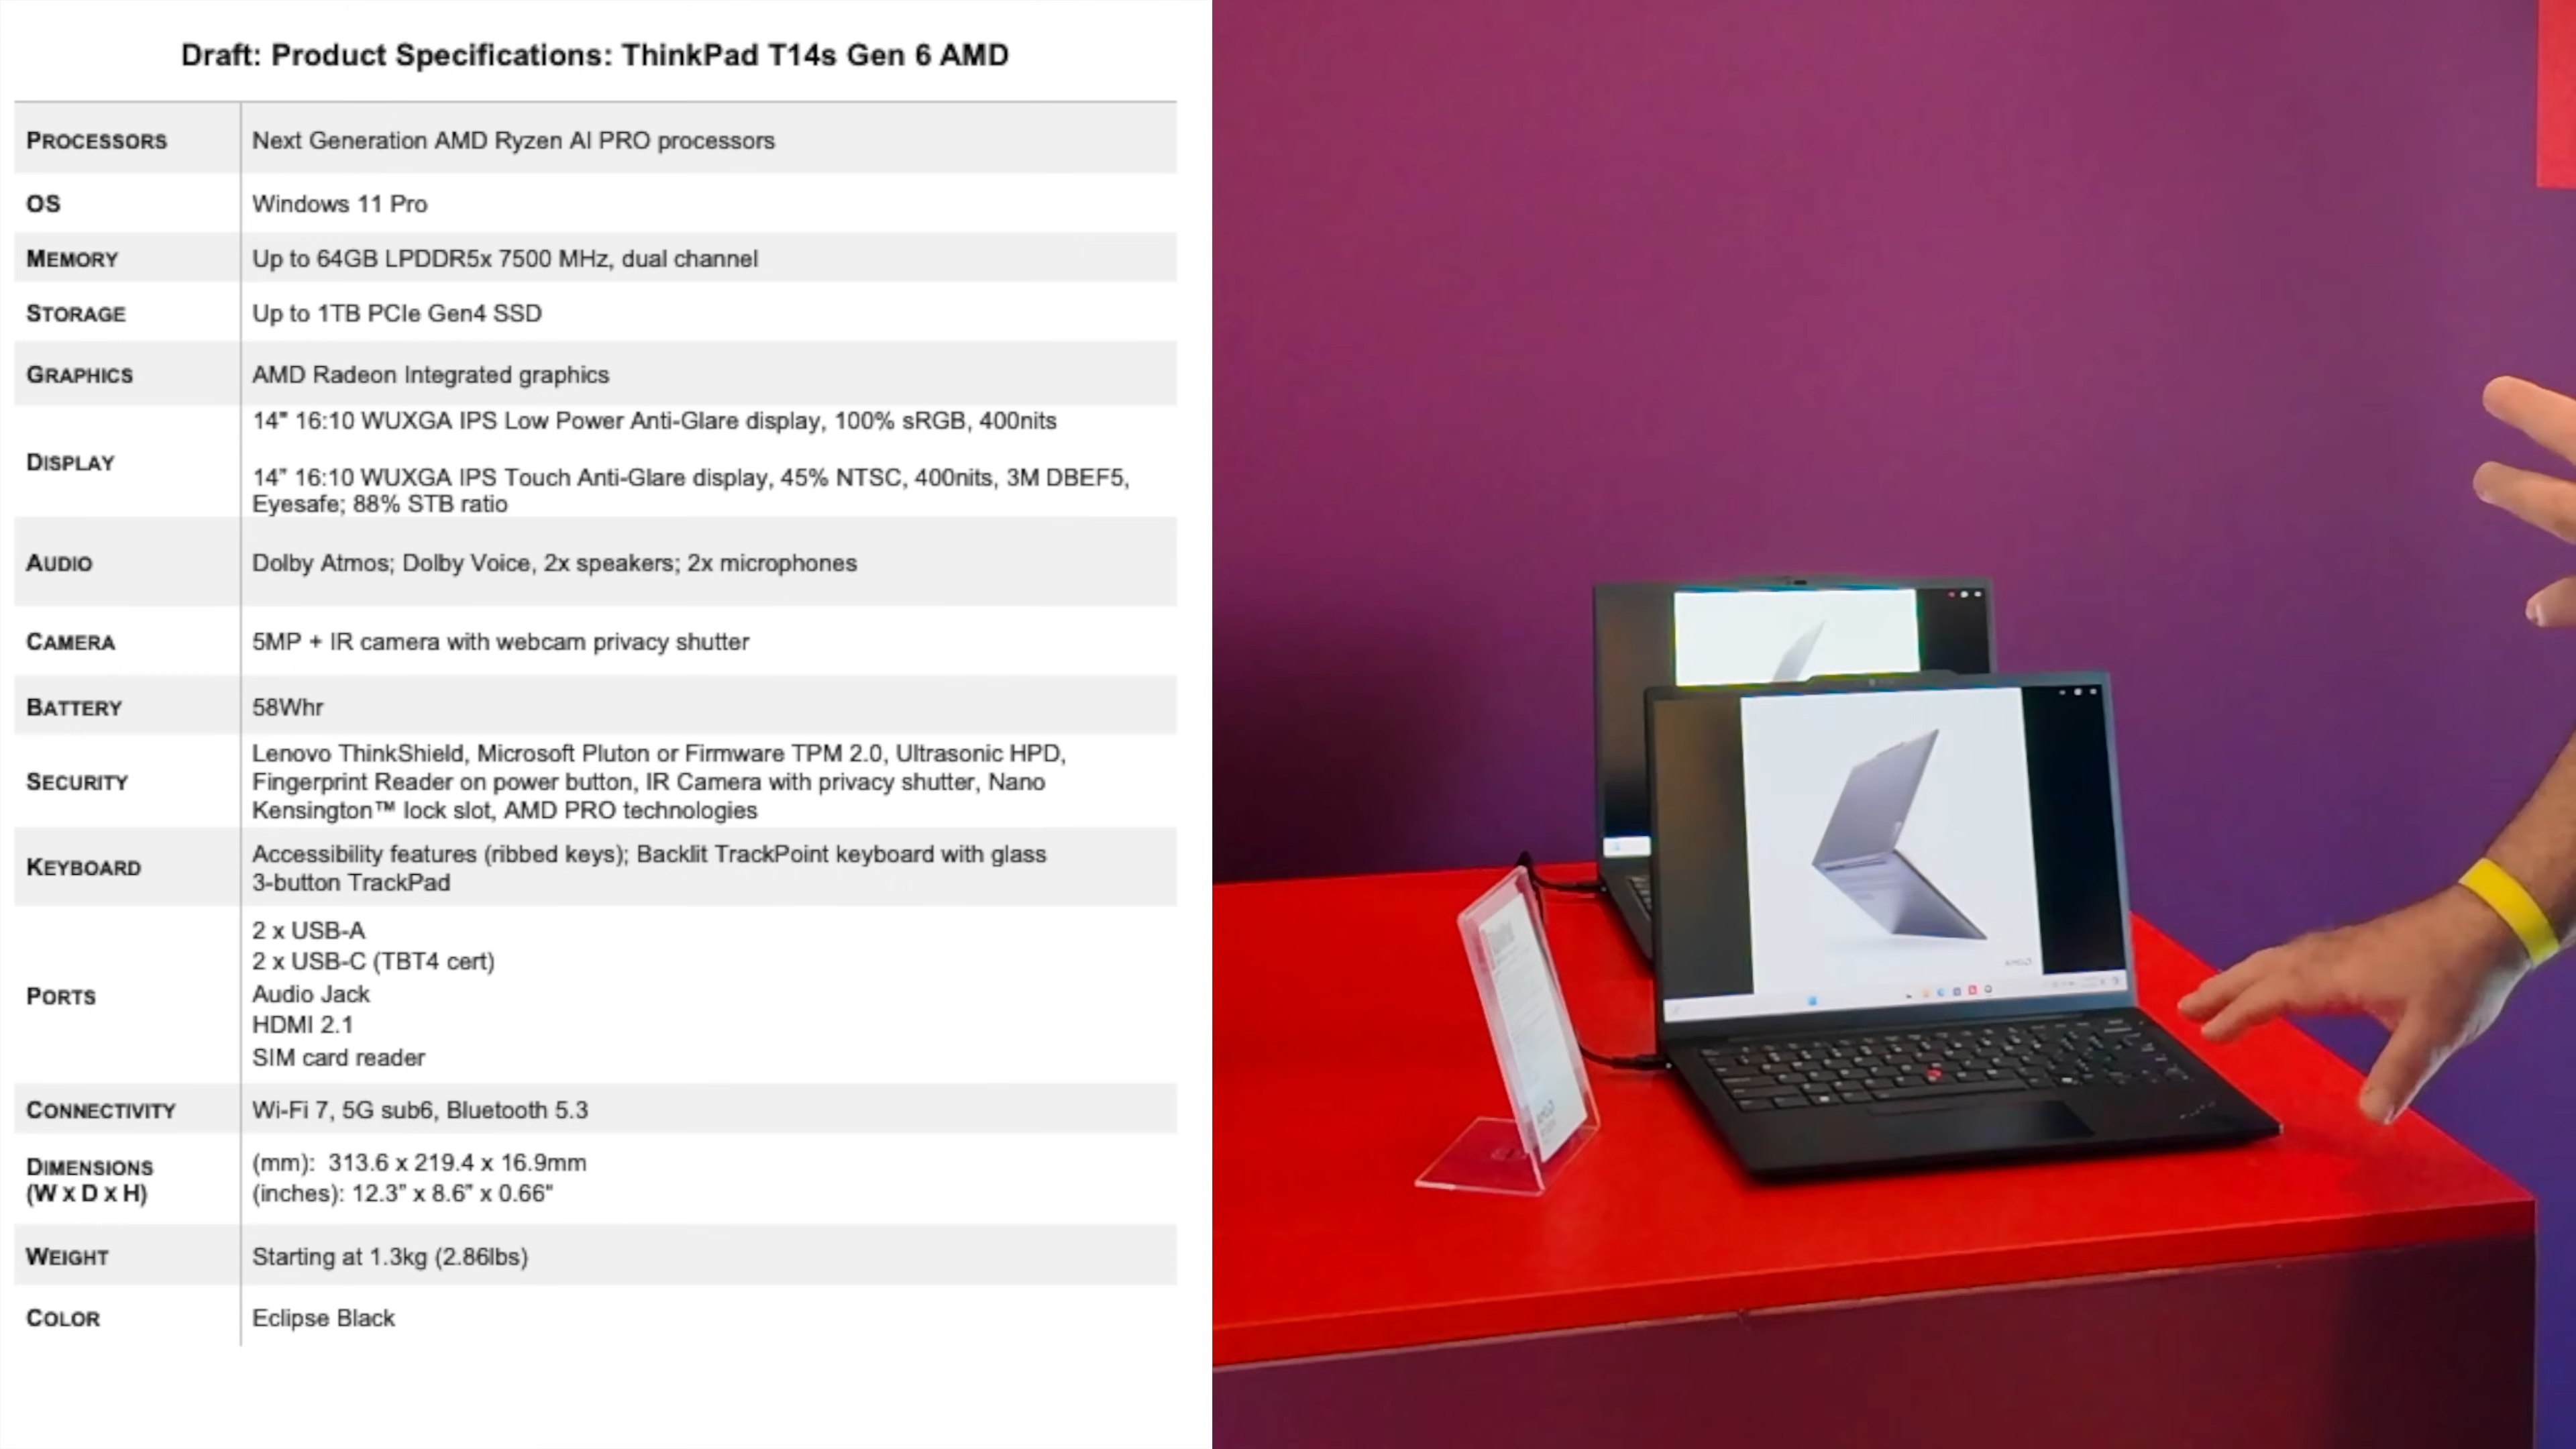 Draft: Product Specifications: ThinkPad T14s Gen 6 AMD
PROCESSORS
Next Generation AMD Ryzen AI PRO processors
OS
Windows 11 Pro
MEMORY
Up to 64GB LPDDR5x 7500 MHz, dual channel
STORAGE
Up to 1TB PCIe Gen4 SSD
GRAPHICS
AMD Radeon Integrated graphics
DISPLAY
14" 16:10 WUXGA IPS Low Power Anti-Glare display, 100% sRGB, 400nits
14” 16:10 WUXGA IPS Touch Anti-Glare display, 45% NTSC, 400nits, 3M DBEF5,
Eyesafe; 88% STB ratio
AUDIO
Dolby Atmos; Dolby Voice, 2x speakers; 2x microphones
CAMERA
5MP + IR camera with webcam privacy shutter
BATTERY
58Whr
SECURITY
Lenovo ThinkShield, Microsoft Pluton or Firmware TPM 2.0, Ultrasonic HPD,
Fingerprint Reader on power button, IR Camera with privacy shutter, Nano
Kensington™ lock slot, AMD PRO technologies
KEYBOARD
Accessibility features (ribbed keys); Backlit TrackPoint keyboard with glass
3-button TrackPad
PORTS
2 x USB-A
2 x USB-C (TBT4 cert)
Audio Jack
HDMI 2.1
SIM card reader
CONNECTIVITY
Wi-Fi 7, 5G sub6, Bluetooth 5.3
DIMENSIONS
(W X D X H)
(mm): 313.6 x 219.4 x 16.9mm
(inches): 12.3” x 8.6” x 0.66"
WEIGHT
Starting at 1.3kg (2.86lbs)
COLOR
Eclipse Black
AMD